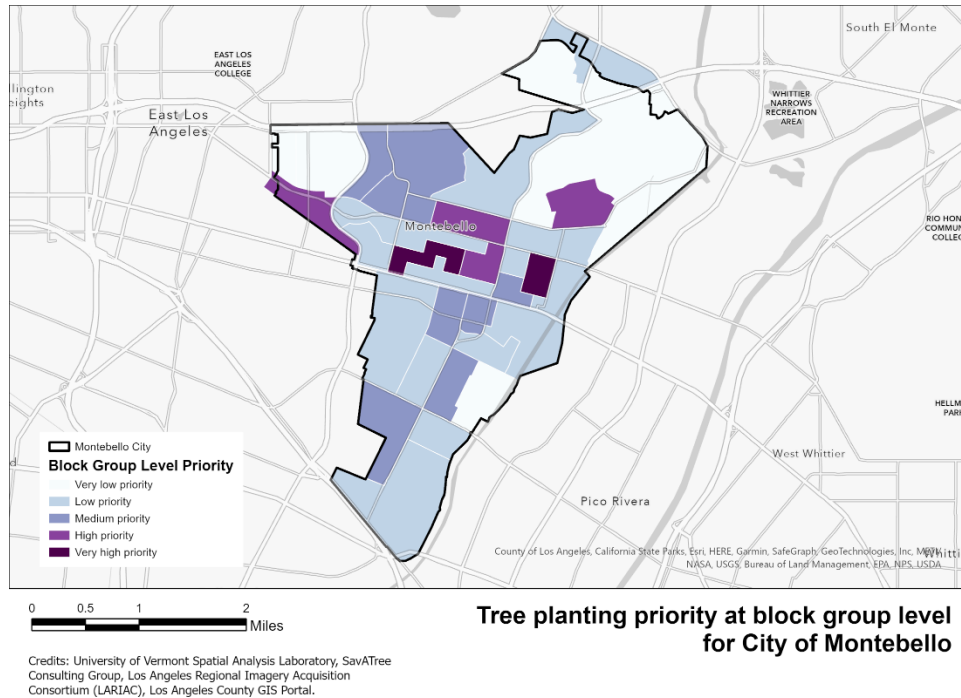 South El Monte
EAST LOS
ANGELES
COLLEGE
WHITTIER
NARROWS
RECREATION
AREA
llington
eights
East Los
Angeles
RIO HON
COMMUN
COLLEG
Montebello
HELLM
PARK
West Whittier
Pico Rivera
Montebello City
Block Group Level Priority
Very low priority
Low priority
Medium priority
High priority
Very high priority
County of Los Angeles, California State Parks, Esri, HERE, Garmin, SafeGraph, GeoTechnologies, Inc,
NASA, USGS, Bureau of Land Management, EPA, NPS, USDA
0 0.5 1 2
Miles
Tree planting priority at block group level
for City of Montebello
Credits: University of Vermont Spatial Analysis Laboratory, SavATree
Consulting Group, Los Angeles Regional Imagery Acquisition
Consortium (LARIAC), Los Angeles County GIS Portal.